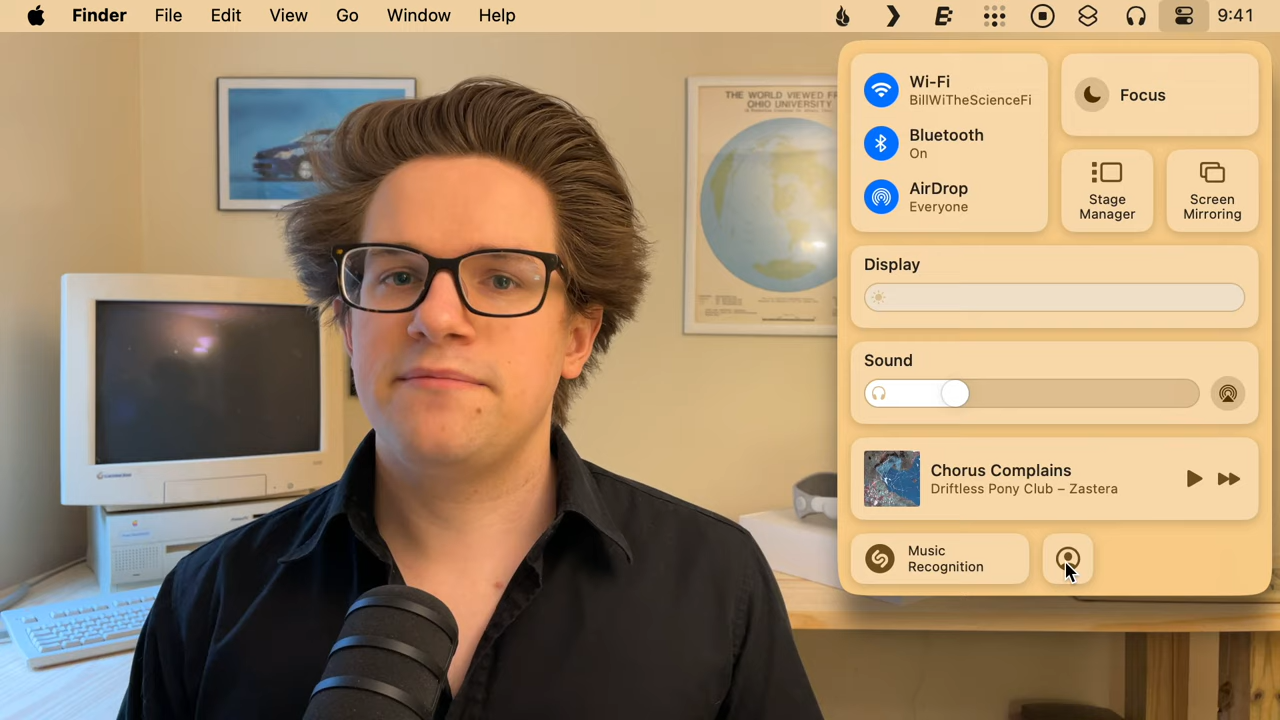 Finder File Edit View Go Window Help 9:41
THE WORLD VIEWED FR
OHIO UNIVERSITY
Wi-Fi
BillWiTheScienceFi
Bluetooth
On
AirDrop
Everyone
Focus
Stage
Manager
Screen
Mirroring
Display
Sound
Chorus Complains
Driftless Pony Club – Zastera
Music
Recognition